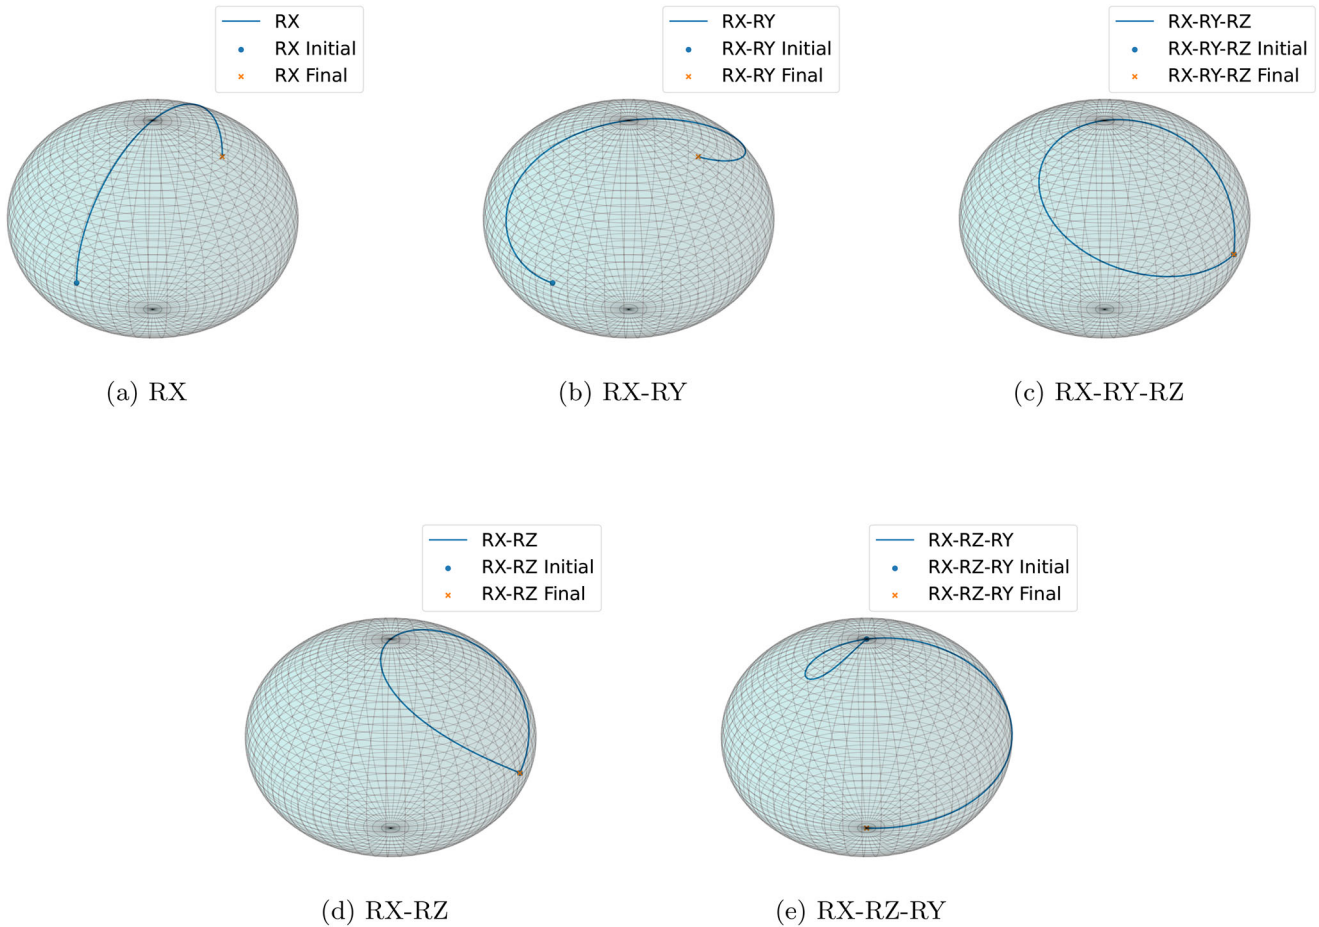 RX
RX Initial
RX Final
RX-RY
RX-RY Initial
RX-RY Final
RX-RY-RZ
RX-RY-RZ Initial
RX-RY-RZ Final
(a) RX
(b) RX-RY
(c) RX-RY-RZ
RX-RZ
RX-RZ Initial
RX-RZ Final
RX-RZ-RY
RX-RZ-RY Initial
RX-RZ-RY Final
(d) RX-RZ
(e) RX-RZ-RY